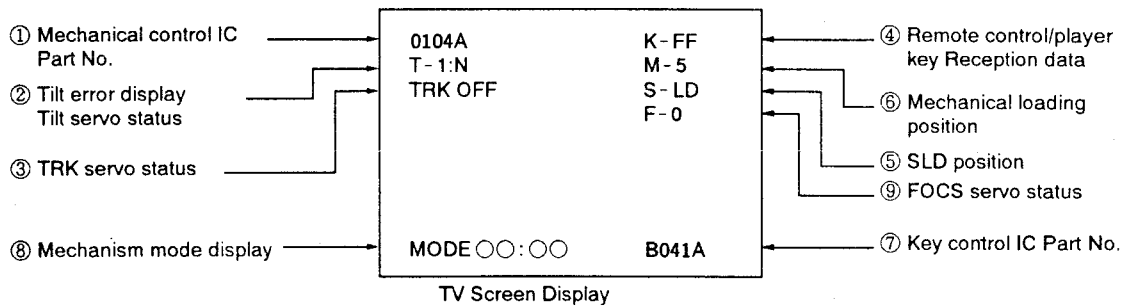 ① Mechanical control IC
Part No.
② Tilt error display
Tilt servo status
③ TRK servo status
⑧ Mechanism mode display
0104A
T-1:N
TRK OFF
MODE ○○:○○
K-FF
M-5
S-LD
F-0
B041A
④ Remote control/player
key Reception data
⑥ Mechanical loading
position
⑤ SLD position
⑨ FOCS servo status
⑦ Key control IC Part No.
TV Screen Display